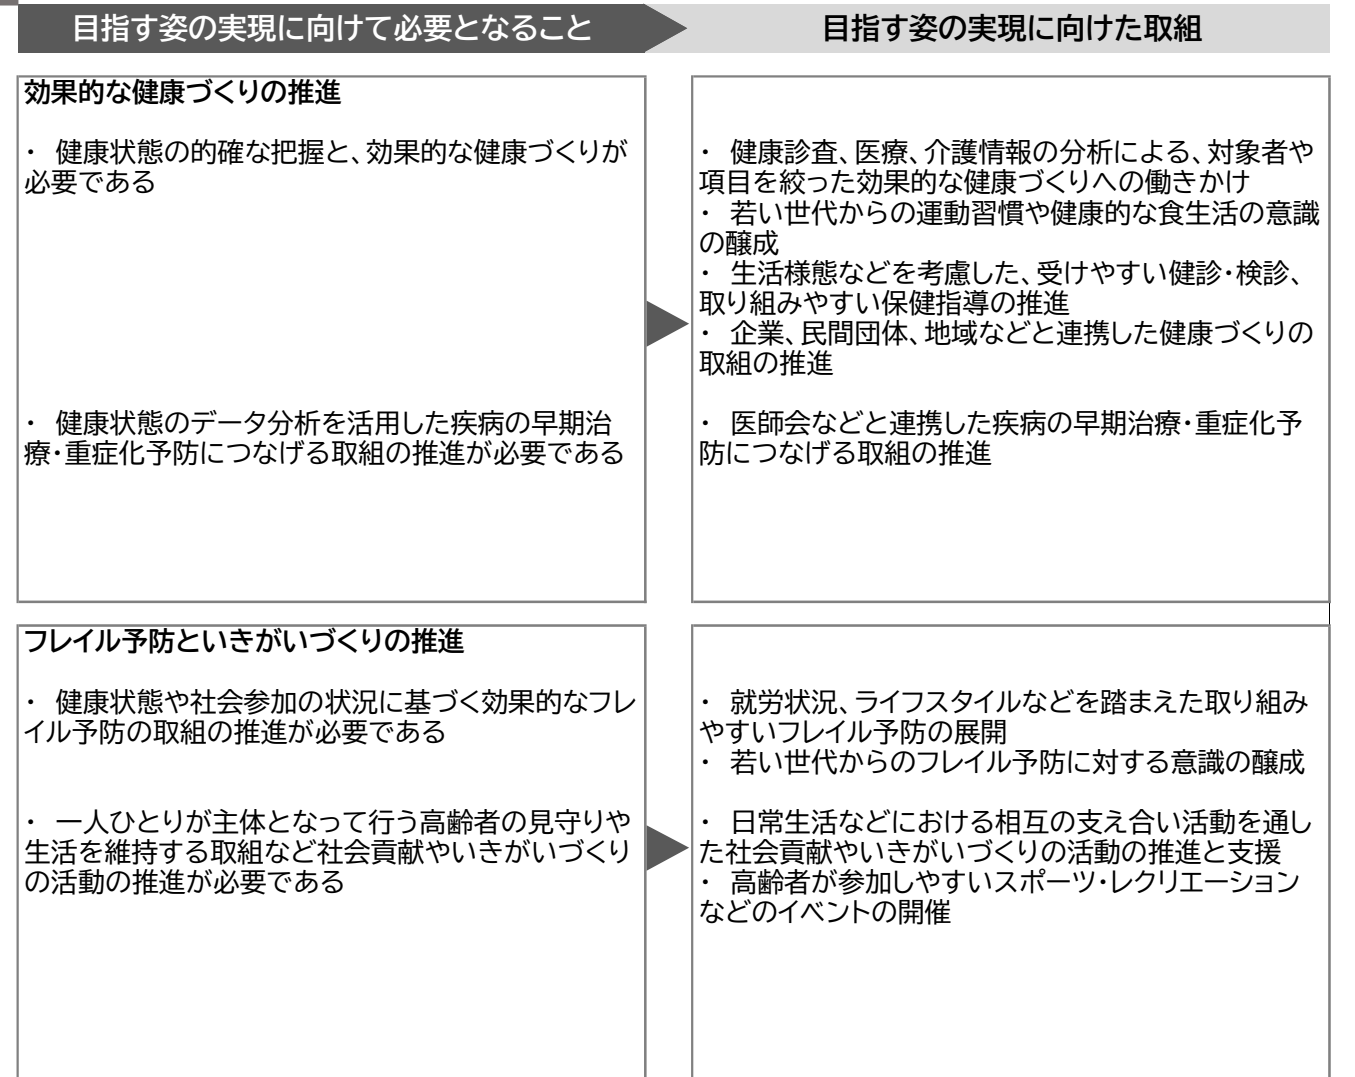 目指す姿の実現に向けて必要となること
目指す姿の実現に向けた取組
効果的な健康づくりの推進
・ 健康状態の的確な把握と、効果的な健康づくりが
必要である
・ 健康状態のデータ分析を活用した疾病の早期治
療・重症化予防につなげる取組の推進が必要である
・ 健康診査、医療、介護情報の分析による、対象者や
項目を絞った効果的な健康づくりへの働きかけ
・ 若い世代からの運動習慣や健康的な食生活の意識
の醸成
・ 生活様態などを考慮した、受けやすい健診・検診、
取り組みやすい保健指導の推進
・ 企業、民間団体、地域などと連携した健康づくりの
取組の推進
・ 医師会などと連携した疾病の早期治療・重症化予
防につなげる取組の推進
フレイル予防といきがいづくりの推進
・ 健康状態や社会参加の状況に基づく効果的なフレ
イル予防の取組の推進が必要である
・ 一人ひとりが主体となって行う高齢者の見守りや
生活を維持する取組など社会貢献やいきがいづくり
の活動の推進が必要である
・ 就労状況、ライフスタイルなどを踏まえた取り組み
やすいフレイル予防の展開
・ 若い世代からのフレイル予防に対する意識の醸成
・ 日常生活などにおける相互の支え合い活動を通し
た社会貢献やいきがいづくりの活動の推進と支援
・ 高齢者が参加しやすいスポーツ・レクリエーション
などのイベントの開催